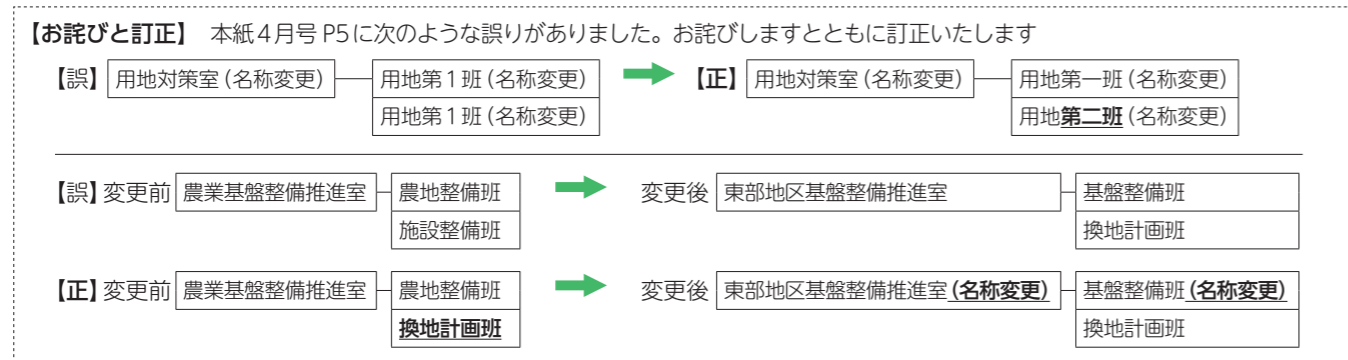 【お詫びと訂正】 本紙4月号P5に次のような誤りがありました。お詫びしますとともに訂正いたします
【誤】 用地対策室（名称変更） 用地第1班（名称変更） 【正】 用地対策室（名称変更） 用地第一班（名称変更）
用地第1班（名称変更） 用地第二班（名称変更）
【誤】変更前 農業基盤整備推進室 農地整備班 変更後 東部地区基盤整備推進室 基盤整備班
施設整備班 換地計画班
【正】変更前 農業基盤整備推進室 農地整備班 変更後 東部地区基盤整備推進室（名称変更） 基盤整備班（名称変更）
換地計画班 換地計画班